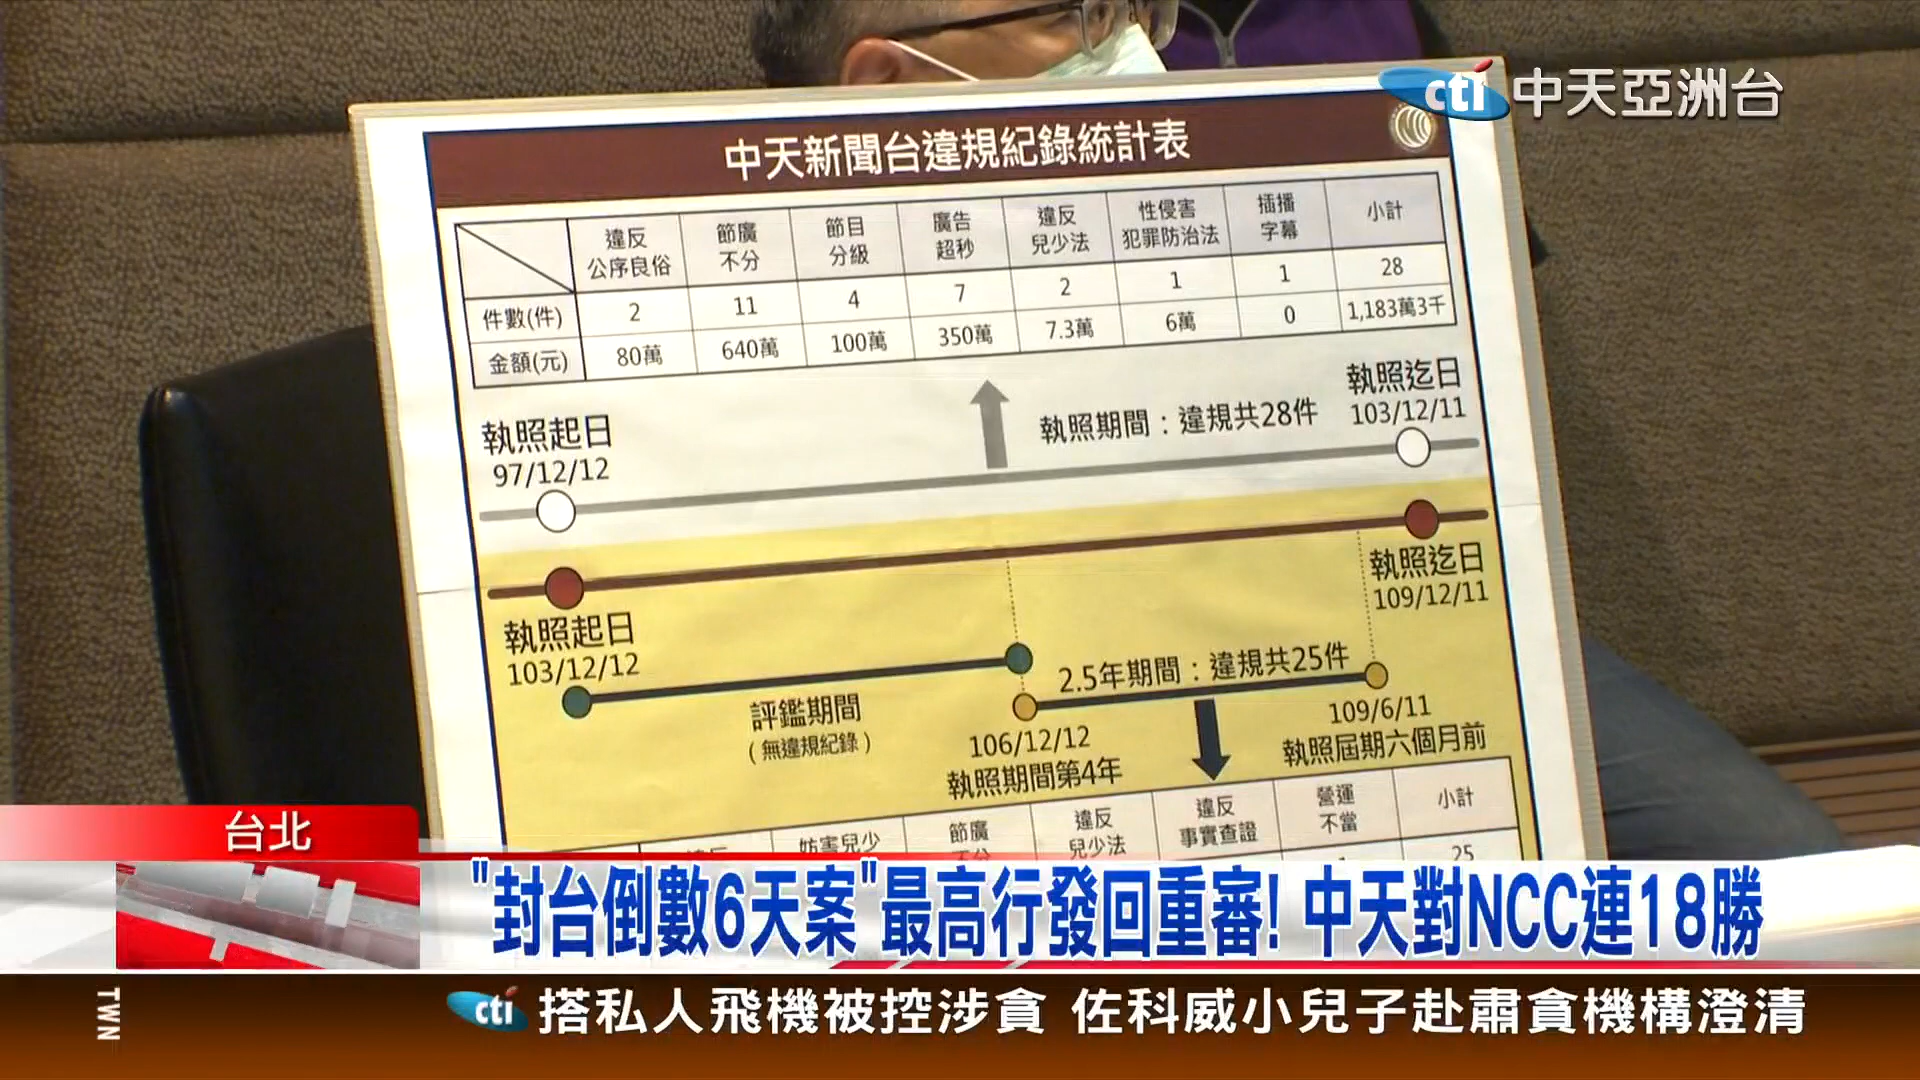 cti 中天亞洲台
中天新聞台違規紀錄統計表
違反公序良俗 節廣不分 節目分級 廣告超秒 違反兒少法 性侵害犯罪防治法 插播字幕 小計
件數(件) 2 11 4 7 2 1 1 28
金額(元) 80萬 640萬 100萬 350萬 7.3萬 6萬 0 1,183萬3千
執照起日
97/12/12
執照期間：違規共28件
執照迄日
103/12/11
執照起日
103/12/12
執照迄日
109/12/11
評鑑期間
(無違規紀錄)
2.5年期間：違規共25件
106/12/12
執照期間第4年
109/6/11
執照屆期六個月前
妨害兒少 節廣不分 違反兒少法 違反事實查證 營運不當 小計
25
台北
"封台倒數6天案"最高行發回重審! 中天對NCC連18勝
TWN
cti 搭私人飛機被控涉貪 佐科威小兒子赴肅貪機構澄清